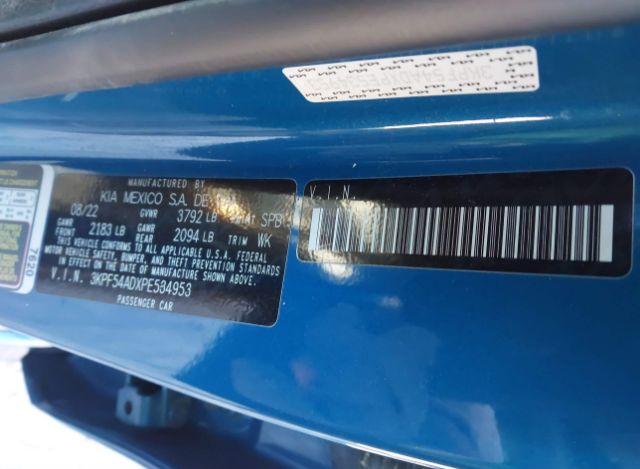 MANUFACTURED BY
KIA MEXICO S.A. DE
08/22 GVWR 3792 LB SPB
GAWR FRONT 2183 LB GAWR REAR 2094 LB TRIM WK
THIS VEHICLE CONFORMS TO ALL APPLICABLE U.S.A. FEDERAL
MOTOR VEHICLE SAFETY, BUMPER, AND THEFT PREVENTION STANDARDS
IN EFFECT ON THE DATE OF MANUFACTURE SHOWN ABOVE.
V.I.N. 3KPF54ADXPE534953
PASSENGER CAR
V.I.N.
7620